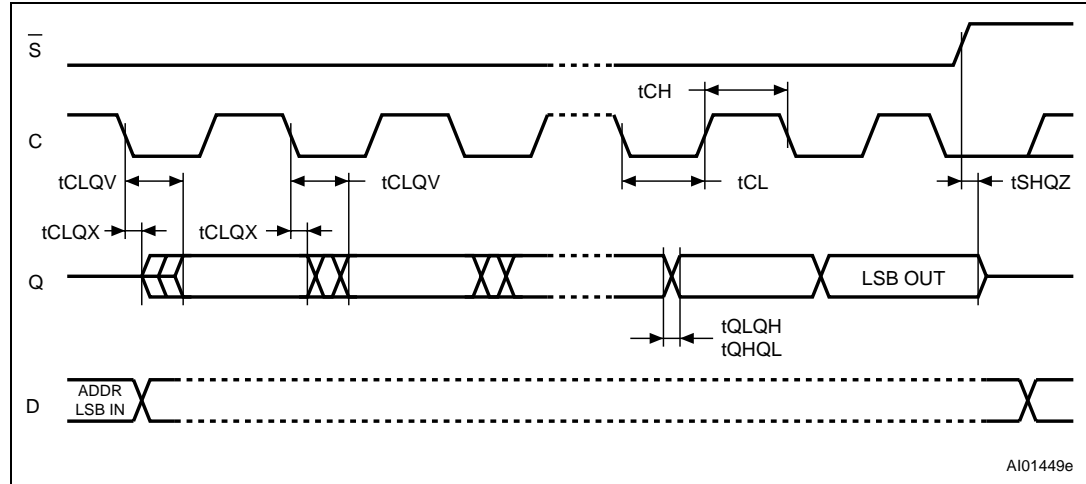 S
tCH
C
tCLQV
tCLQV
tCL
tSHQZ
tCLQX
tCLQX
Q
LSB OUT
tQLQH
tQHQL
D
ADDR
LSB IN
AI01449e